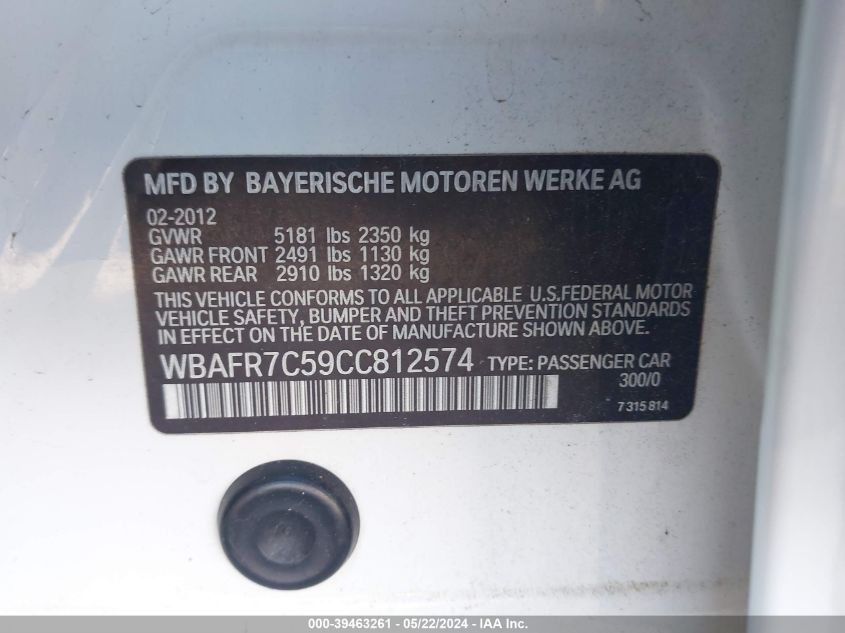 MFD BY BAYERISCHE MOTOREN WERKE AG
02-2012
GVWR 5181 lbs 2350 kg
GAWR FRONT 2491 lbs 1130 kg
GAWR REAR 2910 lbs 1320 kg
THIS VEHICLE CONFORMS TO ALL APPLICABLE U.S.FEDERAL MOTOR
VEHICLE SAFETY, BUMPER AND THEFT PREVENTION STANDARDS
IN EFFECT ON THE DATE OF MANUFACTURE SHOWN ABOVE.
WBAFR7C59CC812574 TYPE: PASSENGER CAR
300/0
7 315 814
000-39463261 - 05/22/2024 - IAA Inc.